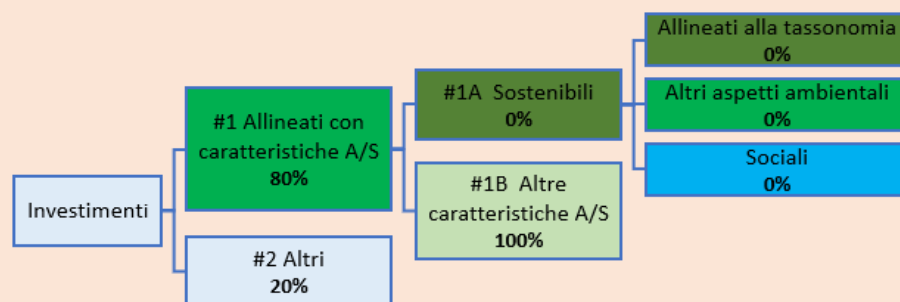 Investimenti
#1 Allineati con
caratteristiche A/S
80%
#2 Altri
20%
#1A Sostenibili
0%
#1B Altre
caratteristiche A/S
100%
Allineati alla tassonomia
0%
Altri aspetti ambientali
0%
Sociali
0%